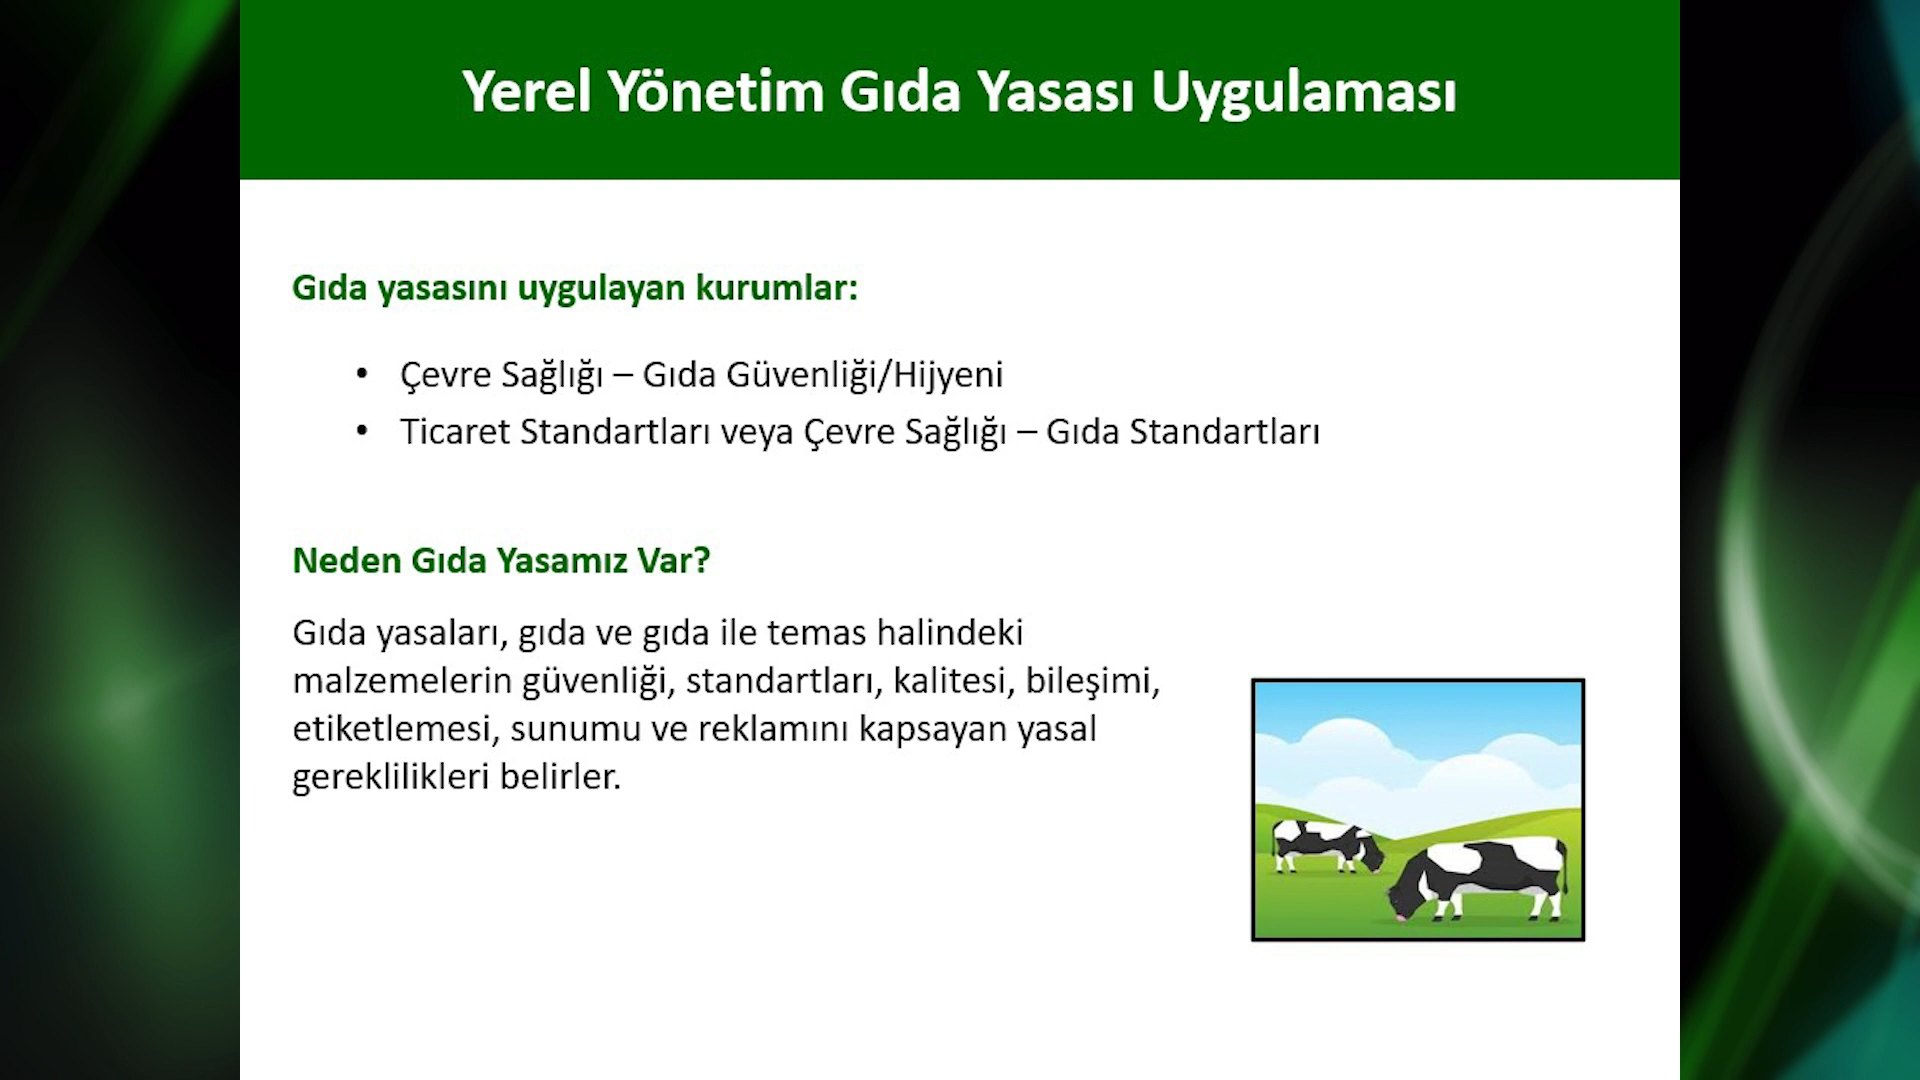 Yerel Yönetim Gıda Yasası Uygulaması
Gıda yasasını uygulayan kurumlar:
• Çevre Sağlığı – Gıda Güvenliği/Hijyeni
• Ticaret Standartları veya Çevre Sağlığı – Gıda Standartları
Neden Gıda Yasamız Var?
Gıda yasaları, gıda ve gıda ile temas halindeki
malzemelerin güvenliği, standartları, kalitesi, bileşimi,
etiketlemesi, sunumu ve reklamını kapsayan yasal
gereklilikleri belirler.